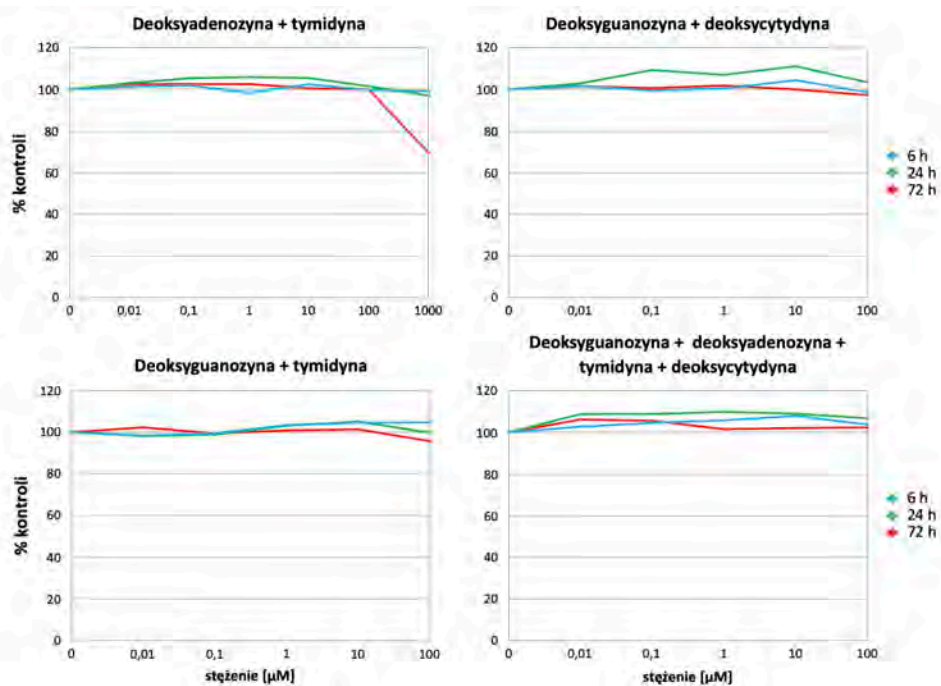 Deoksyadenozyna + tymidyna
120
100
80
60
40
20
0
0 0,01 0,1 1 10 100 1000
% kontroli
Deoksyguanozyna + deoksycytydyna
120
100
80
60
40
20
0
0 0,01 0,1 1 10 100
6 h
24 h
72 h
Deoksyguanozyna + tymidyna
120
100
80
60
40
20
0
0 0,01 0,1 1 10 100
% kontroli
stężenie [µM]
Deoksyguanozyna + deoksyadenozyna +
tymidyna + deoksycytydyna
120
100
80
60
40
20
0
0 0,01 0,1 1 10 100
stężenie [µM]
6 h
24 h
72 h